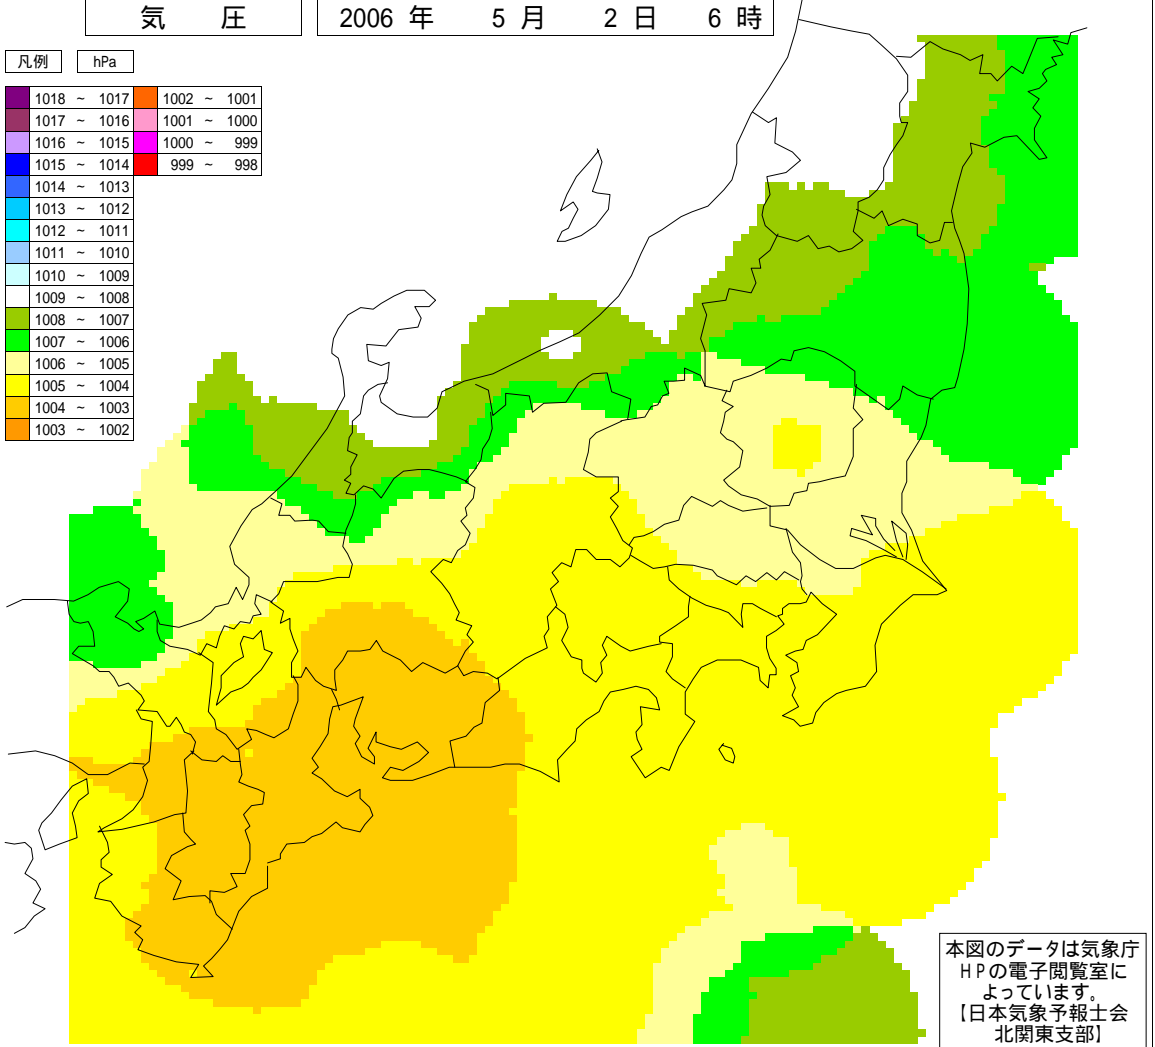 気 圧
2006 年 5 月 2 日 6 時
凡例 hPa
1018 ~ 1017 1002 ~ 1001
1017 ~ 1016 1001 ~ 1000
1016 ~ 1015 1000 ~ 999
1015 ~ 1014 999 ~ 998
1014 ~ 1013
1013 ~ 1012
1012 ~ 1011
1011 ~ 1010
1010 ~ 1009
1009 ~ 1008
1008 ~ 1007
1007 ~ 1006
1006 ~ 1005
1005 ~ 1004
1004 ~ 1003
1003 ~ 1002
本図のデータは気象庁
HPの電子閲覧室に
よっています。
【日本気象予報士会
北関東支部】